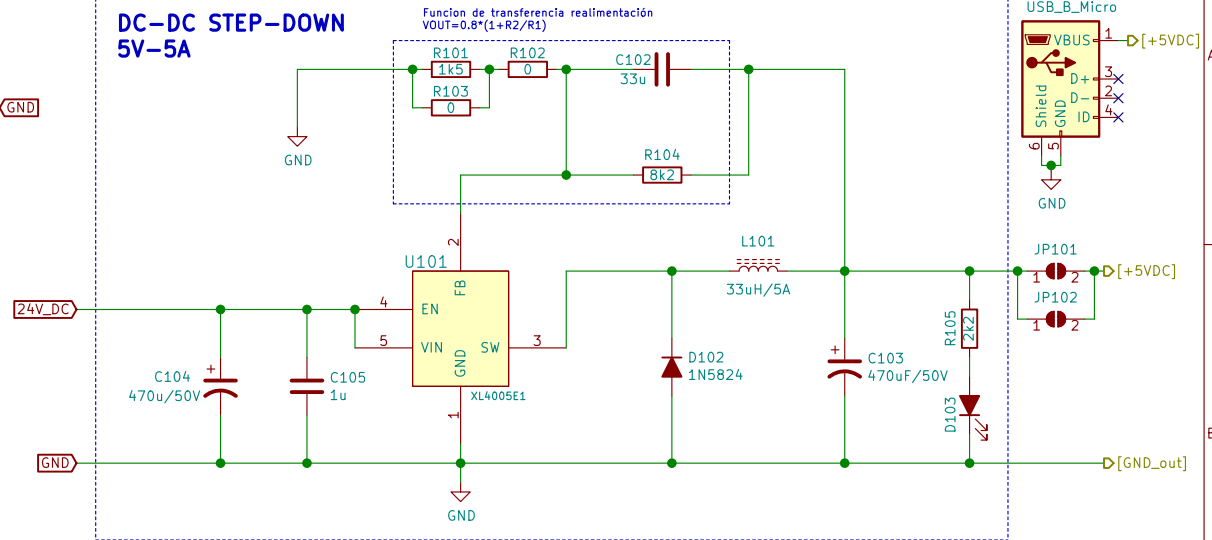 DC-DC STEP-DOWN
5V-5A
Funcion de transferencia realimentación
VOUT=0.8*(1+R2/R1)
USB_B_Micro
VBUS
1
[+5VDC]
D+
3
D-
2
ID
4
Shield
GND
6
5
GND
GND
R101
1k5
R102
0
R103
0
C102
33u
R104
8k2
GND
U101
2
FB
4
EN
5
VIN
GND
SW
3
1
XL4005E1
24V_DC
GND
C104
470u/50V
+
C105
1u
GND
L101
33uH/5A
D102
1N5824
+
C103
470uF/50V
R105
2k2
D103
JP101
1
2
[+5VDC]
JP102
1
2
[GND_out]
A
B